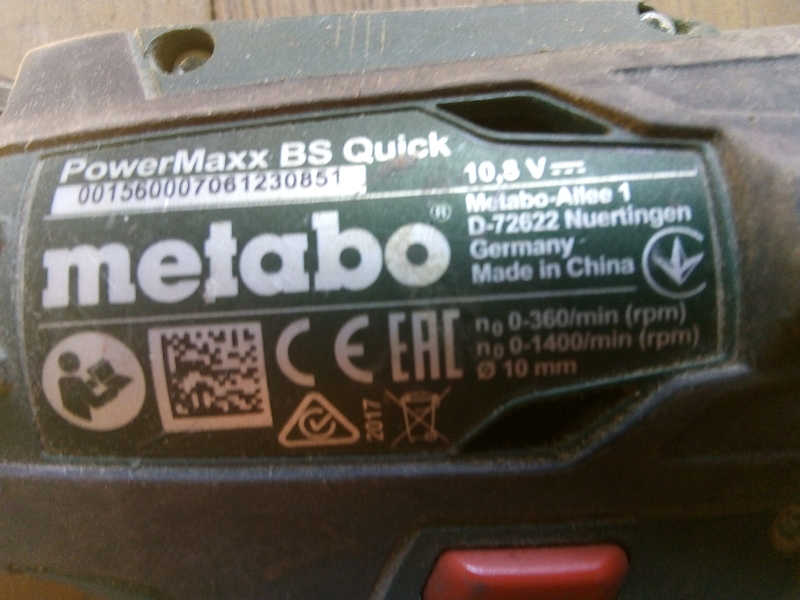 PowerMaxx BS Quick
001560007061230851
metabo®
10,8 V
Metabo-Allee 1
D-72622 Nuertingen
Germany
Made in China
CE EAC
2017
n0 0-360/min (rpm)
n0 0-1400/min (rpm)
Ø 10 mm